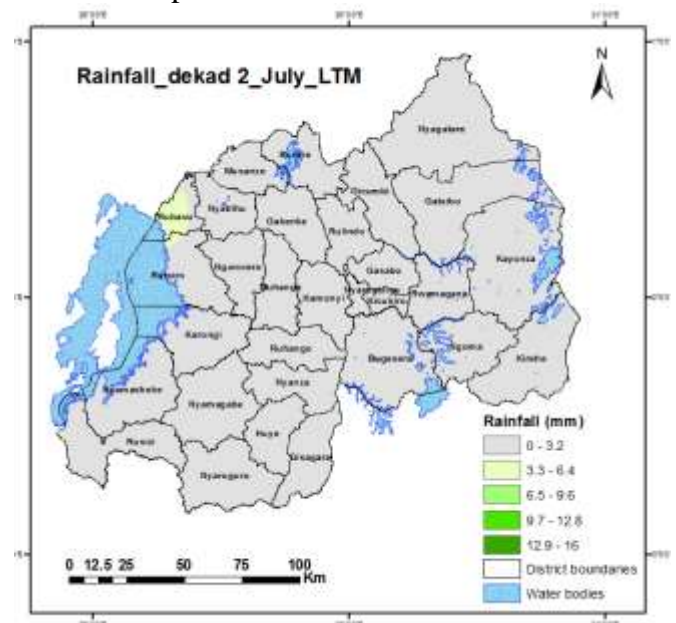 Rainfall_dekad 2_July_LTM
N
Nyagatare
Musanze
Burera
Gicumbi
Gatsibo
Rubavu
Nyabihu
Gakenke
Rulindo
Kayonza
Rutsiro
Ngororero
Gasabo
Muhanga
Kamonyi
Kicukiro
Rwamagana
Karongi
Ruhango
Bugesera
Ngoma
Kirehe
Nyamasheke
Nyanza
Nyamagabe
Huye
Rusizi
Gisagara
Nyaruguru
Rainfall (mm)
0 - 3.2
3.3 - 6.4
6.5 - 9.6
9.7 - 12.8
12.9 - 16
District boundaries
Water bodies
0 12.5 25 50 75 100
Km